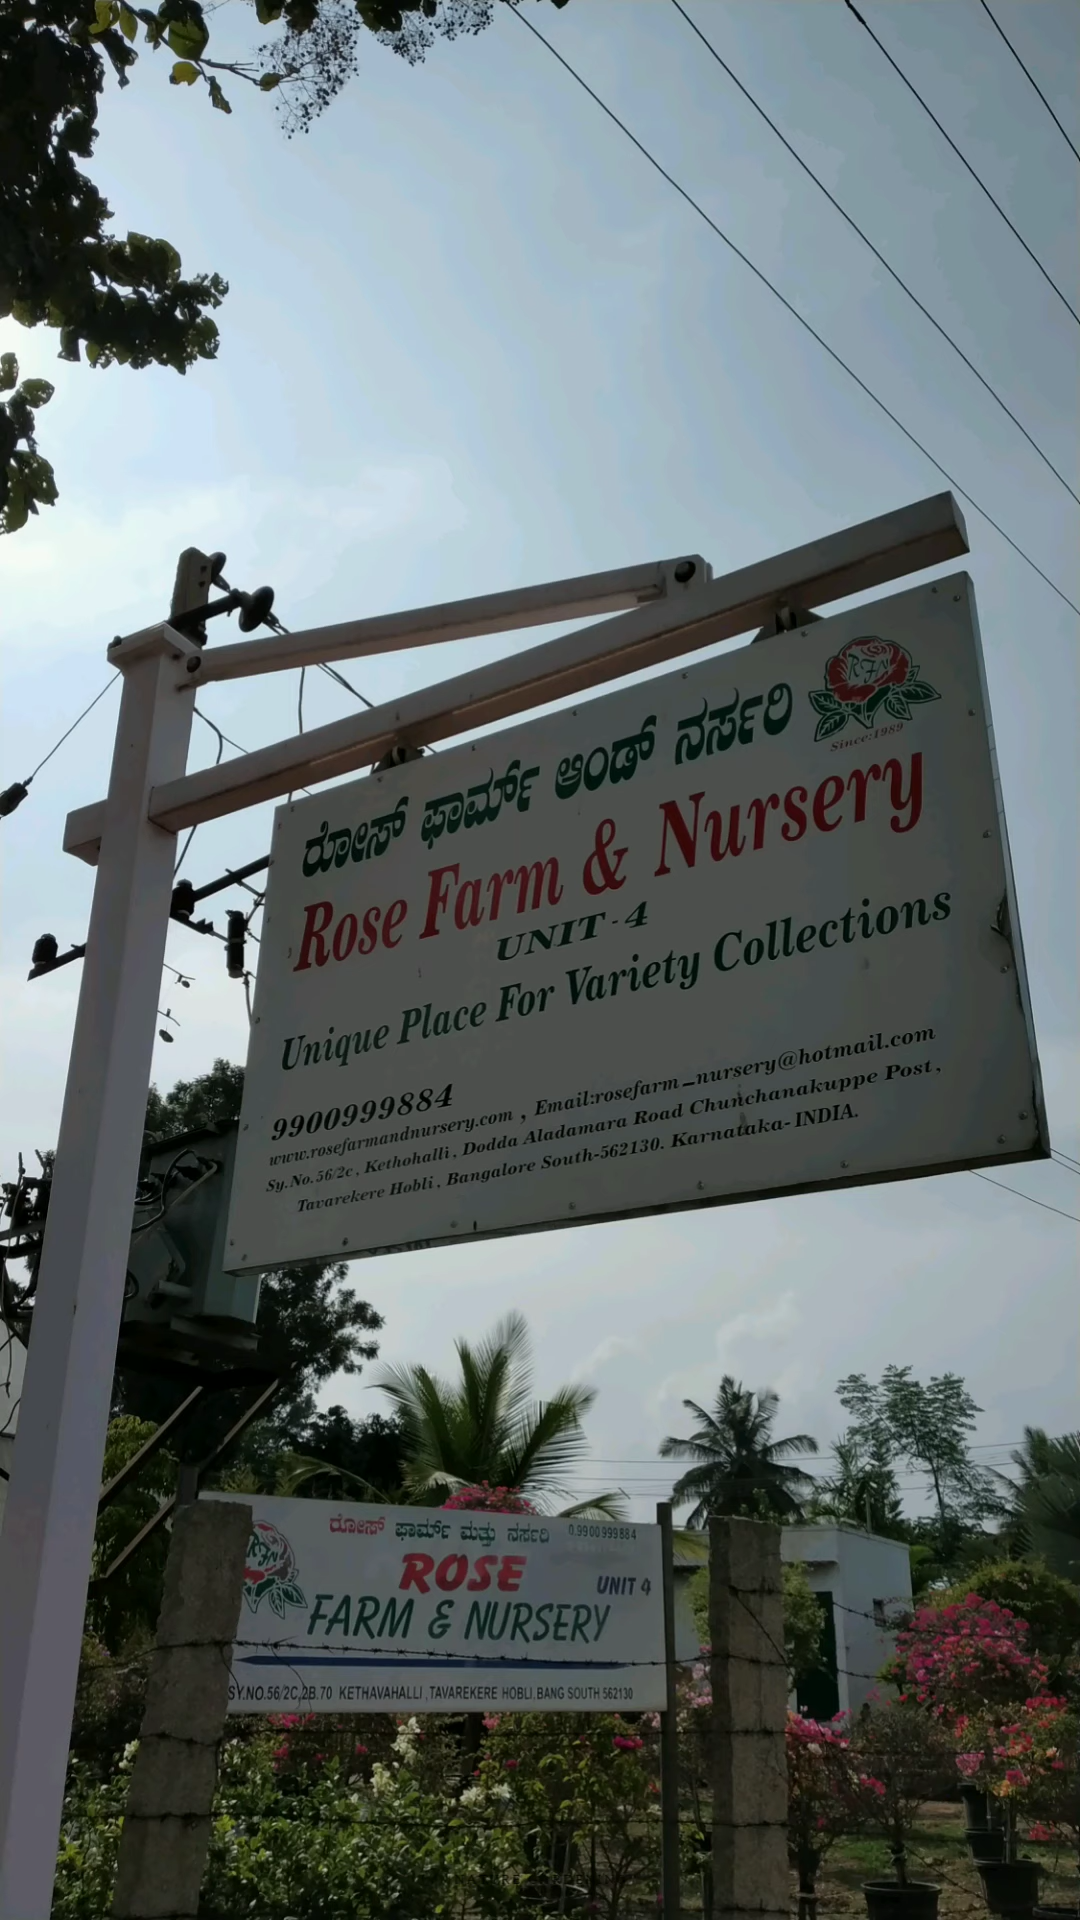 RFN
Since:1989
ರೋಸ್ ಫಾರ್ಮ್ ಆಂಡ್ ನರ್ಸರಿ
Rose Farm & Nursery
UNIT - 4
Unique Place For Variety Collections
9900999884
www.rosefarmandnursery.com , Email:rosefarm_nursery@hotmail.com
Sy.No.56/2c, Kethohalli, Dodda Aladamara Road Chunchanakuppe Post,
Tavarekere Hobli, Bangalore South-562130. Karnataka-INDIA.
RFN
ರೋಸ್ ಫಾರ್ಮ್ ಮತ್ತು ನರ್ಸರಿ 0.9900999884
ROSE
UNIT 4
FARM & NURSERY
SY.NO.56/2C,2B.70 KETHAVAHALLI ,TAVAREKERE HOBLI.BANG SOUTH 562130